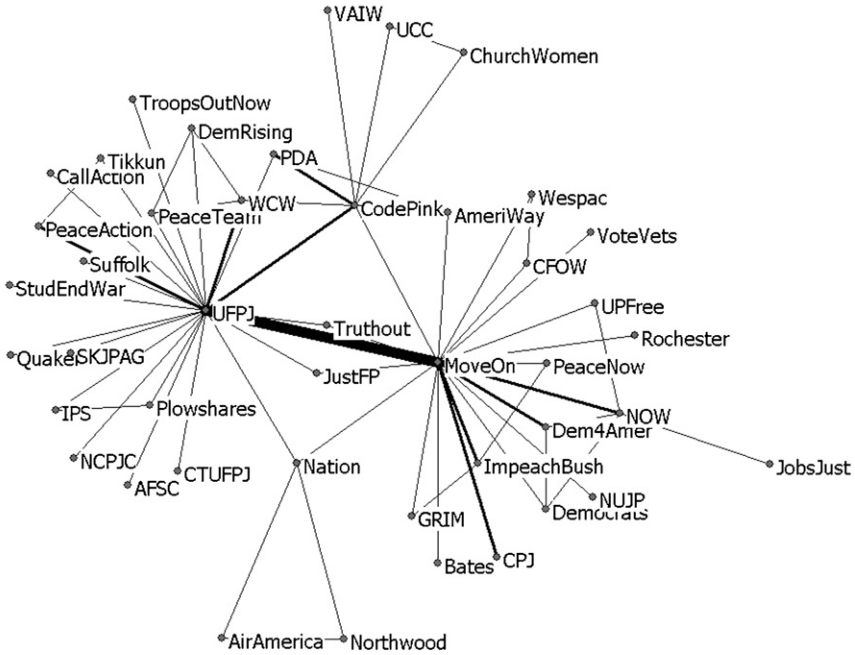 VAIW
UCC
ChurchWomen
TroopsOutNow
DemRising
PDA
Tikkun
CallAction
WCW
CodePink
AmeriWay
Wespac
PeaceTeam
PeaceAction
VoteVets
Suffolk
CFOW
StudEndWar
UFPJ
UPFree
Truthout
Rochester
Quaker
SKJPAG
JustFP
MoveOn
PeaceNow
IPS
Plowshares
NOW
Dem4Amer
NCPJC
AFSC
CTUFPJ
Nation
ImpeachBush
JobsJust
GRIM
NUJP
Democrats
Bates
CPJ
AirAmerica
Northwood